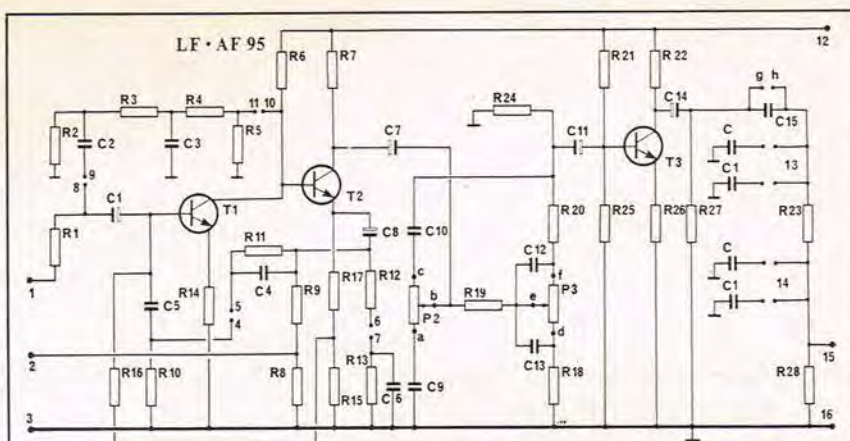 LF · AF 95
12
R6
R7
R21
R22
C14
g h
C15
R3
R4
11 10
R24
R2
C2
C3
R5
C7
C11
T3
C
13
C1
9
8
C1
T1
T2
R1
R11
C8
C10
R20
R25
R26
R27
R23
C12
c
f
C
C4
R17
R12
b
R19
e
P3
14
C1
1
C5
R14
5
4
R9
P2
d
6
7
a
C13
2
R16
R10
R8
R15
R13
C6
C9
R18
R28
15
3
16